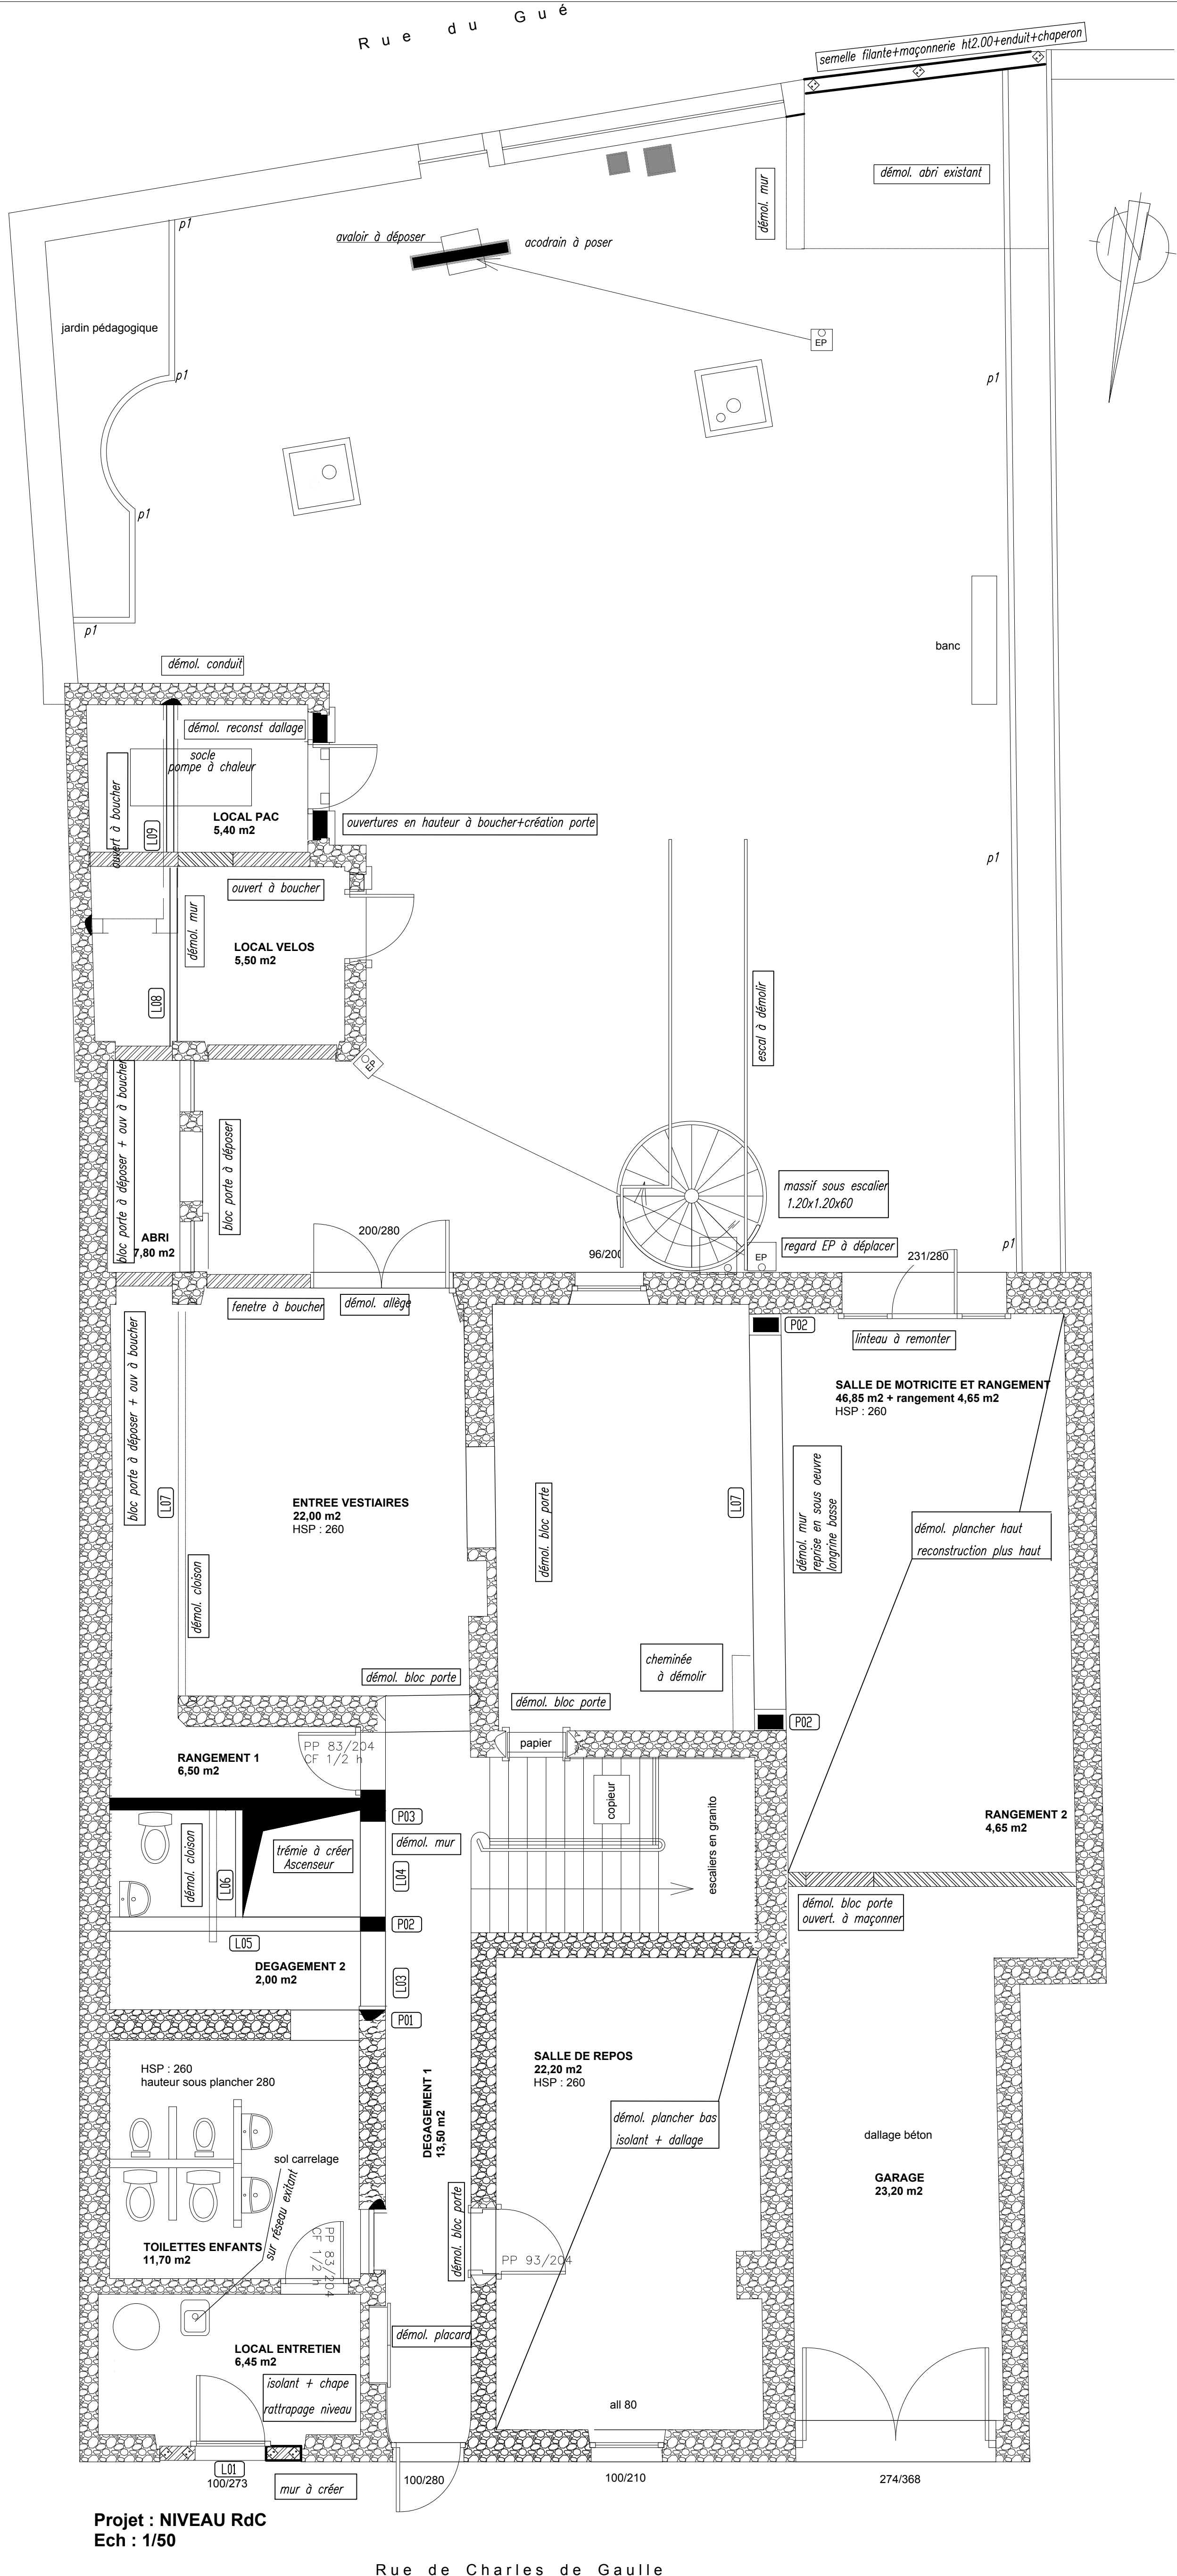 Rue du Gué
semelle filante+maçonnerie ht2.00+enduit+chaperon
démol. abri existant
démol. mur
p1
avaloir à déposer
acodrain à poser
jardin pédagogique
EP
p1
p1
p1
p1
banc
démol. conduit
démol. reconst dallage
socle
pompe à chaleur
ouvert à boucher
L09
LOCAL PAC
5,40 m2
ouvertures en hauteur à boucher+création porte
p1
ouvert à boucher
démol. mur
LOCAL VELOS
5,50 m2
L08
escal à démolir
EP
bloc porte à déposer + ouv à boucher
bloc porte à déposer
massif sous escalier
1.20x1.20x60
ABRI
7,80 m2
200/280
96/200
EP
regard EP à déplacer
231/280
p1
fenetre à boucher
démol. allège
P02
linteau à remonter
bloc porte à déposer + ouv à boucher
SALLE DE MOTRICITE ET RANGEMENT
46,85 m2 + rangement 4,65 m2
HSP : 260
L07
ENTREE VESTIAIRES
22,00 m2
HSP : 260
démol. bloc porte
L07
démol. mur
reprise en sous oeuvre
longrine basse
démol. plancher haut
reconstruction plus haut
démol. cloison
cheminée
à démolir
démol. bloc porte
démol. bloc porte
P02
papier
RANGEMENT 1
6,50 m2
PP 83/204
CF 1/2 h
copieur
escaliers en granito
P03
RANGEMENT 2
4,65 m2
démol. cloison
trémie à créer
Ascenseur
démol. mur
L06
L04
démol. bloc porte
ouvert. à maçonner
P02
L05
DEGAGEMENT 2
2,00 m2
L03
P01
HSP : 260
hauteur sous plancher 280
SALLE DE REPOS
22,20 m2
HSP : 260
DEGAGEMENT 1
13,50 m2
démol. plancher bas
isolant + dallage
dallage béton
sol carrelage
sur réseau exitant
GARAGE
23,20 m2
TOILETTES ENFANTS
11,70 m2
PP 83/204
CF 1/2 h
démol. bloc porte
PP 93/204
LOCAL ENTRETIEN
6,45 m2
démol. placard
isolant + chape
rattrapage niveau
all 80
L01
100/273
mur à créer
100/280
100/210
274/368
Projet : NIVEAU RdC
Ech : 1/50
Rue de Charles de Gaulle